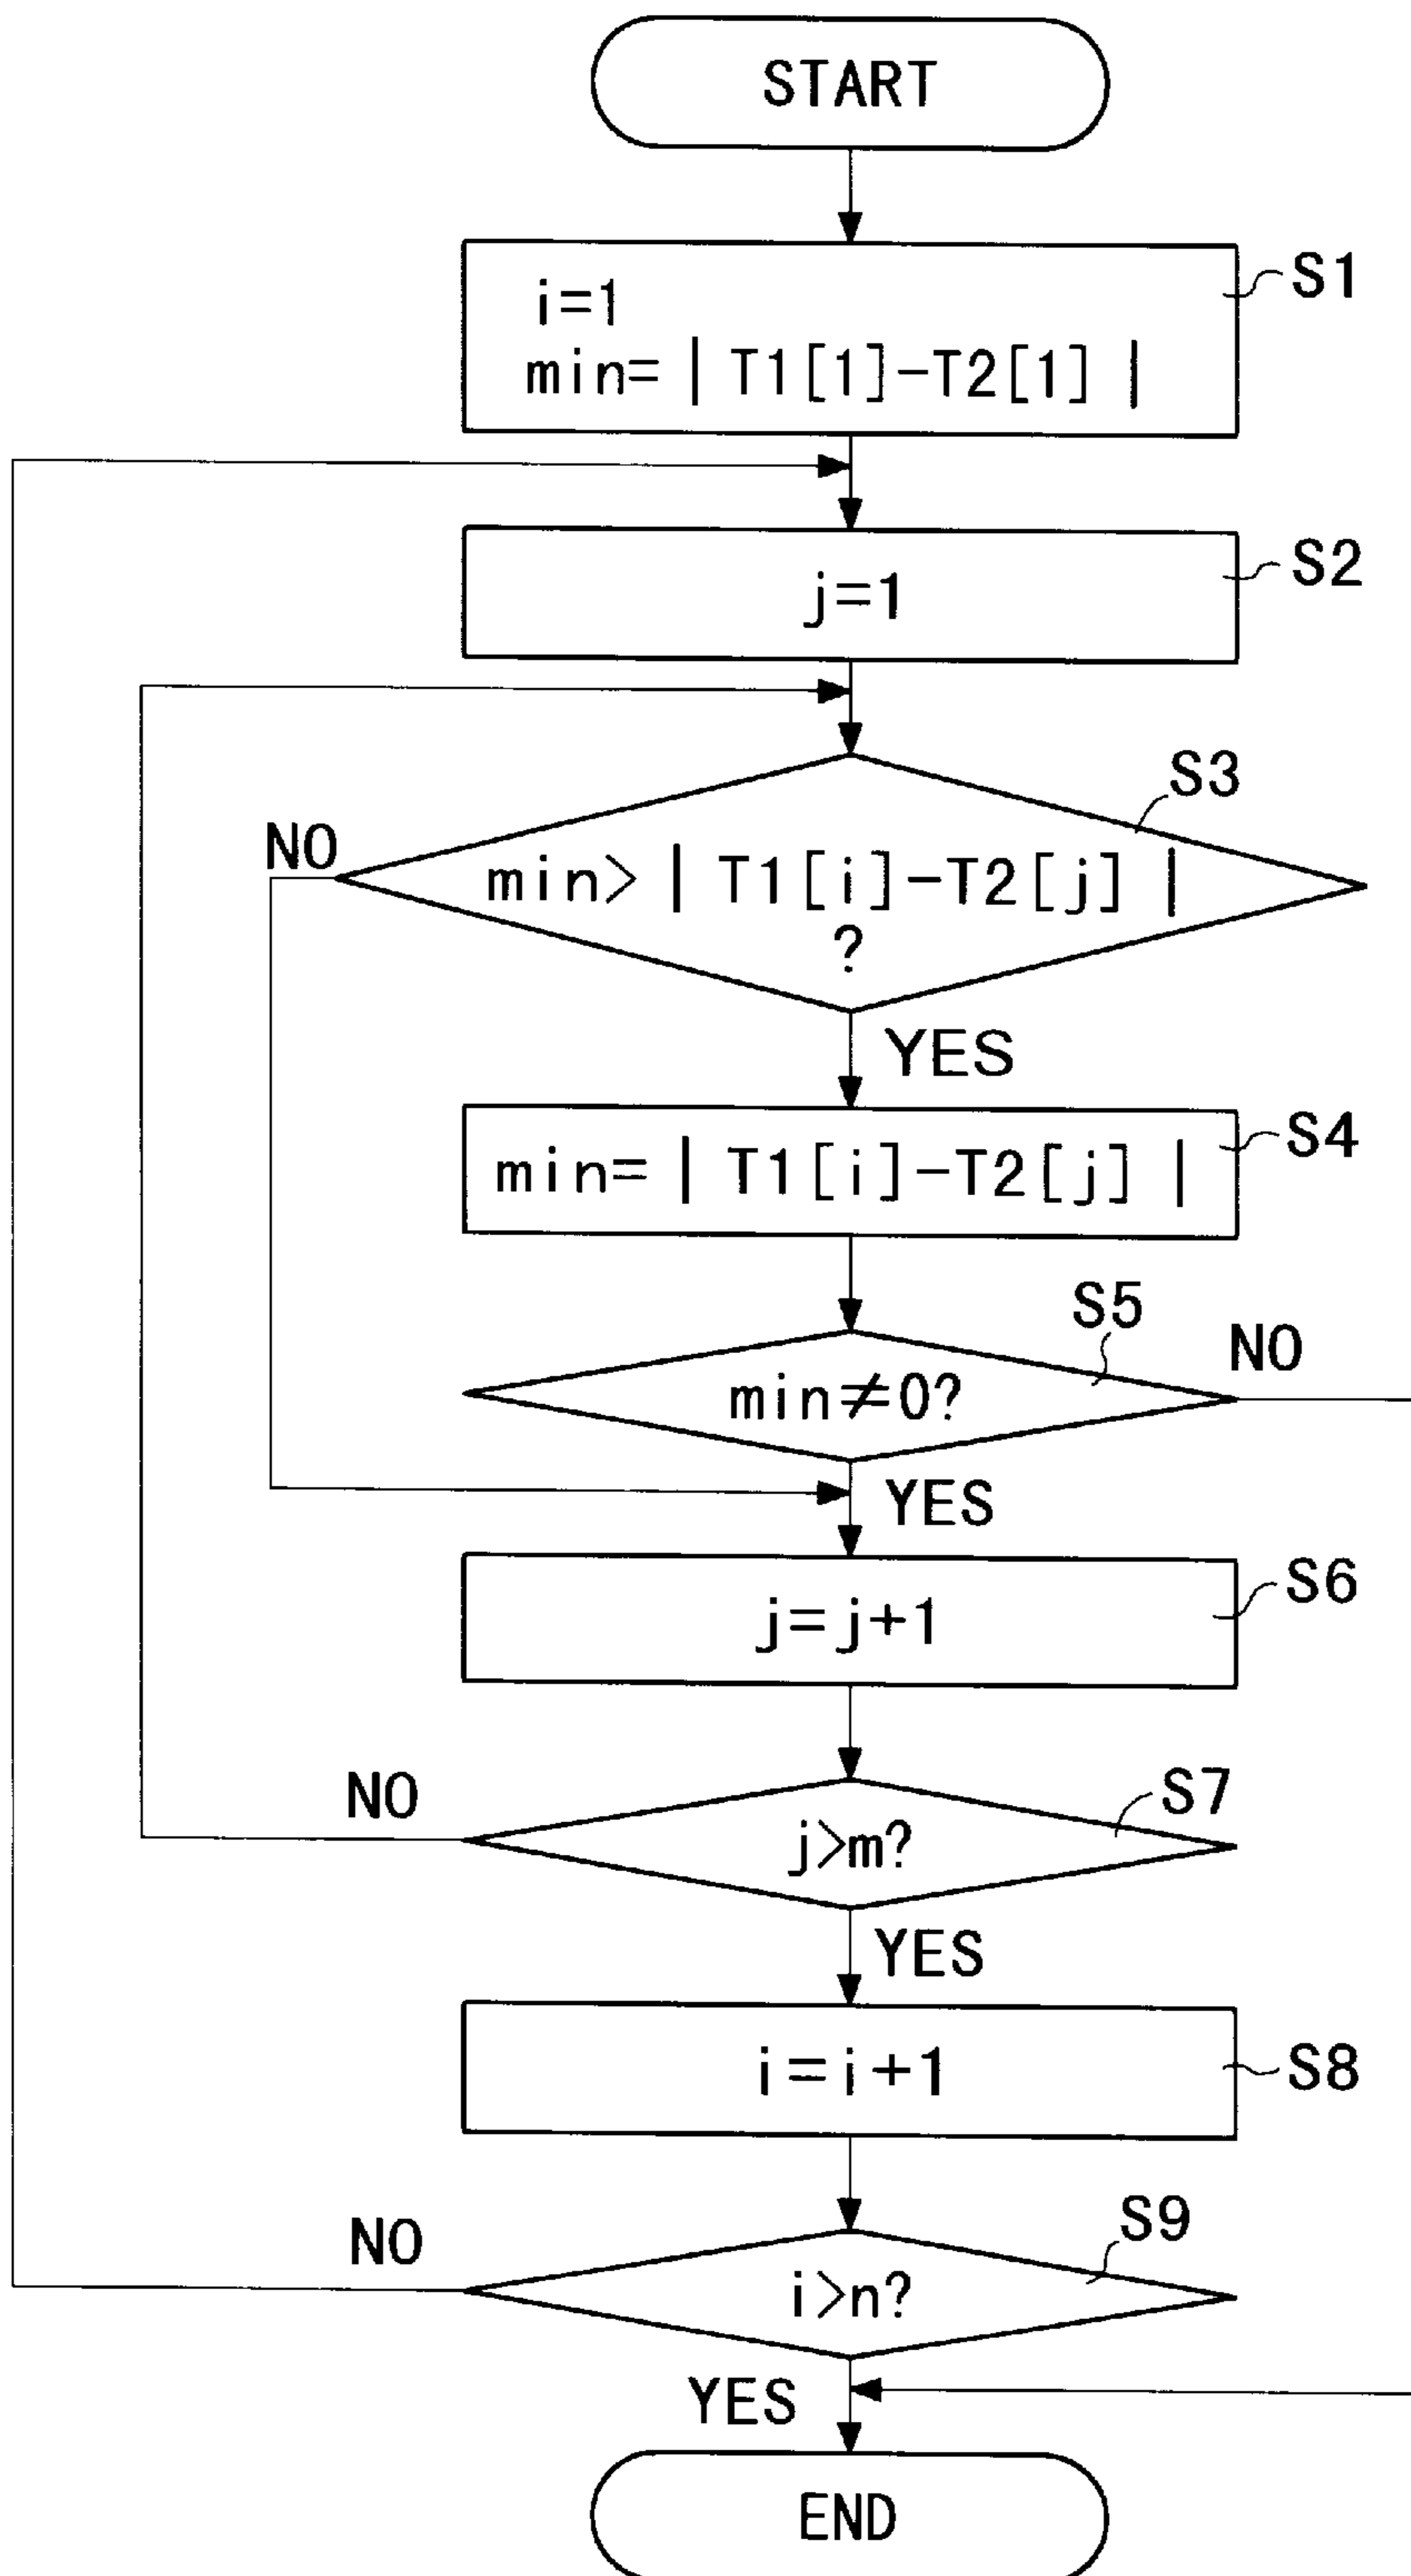 START
S1
i=1
min=|T1[1]-T2[1]|
S2
j=1
S3
NO
min>|T1[i]-T2[j]|
?
YES
S4
min=|T1[i]-T2[j]|
S5
NO
min≠0?
YES
S6
j=j+1
NO
S7
j>m?
YES
i=i+1
S8
NO
S9
i>n?
YES
END